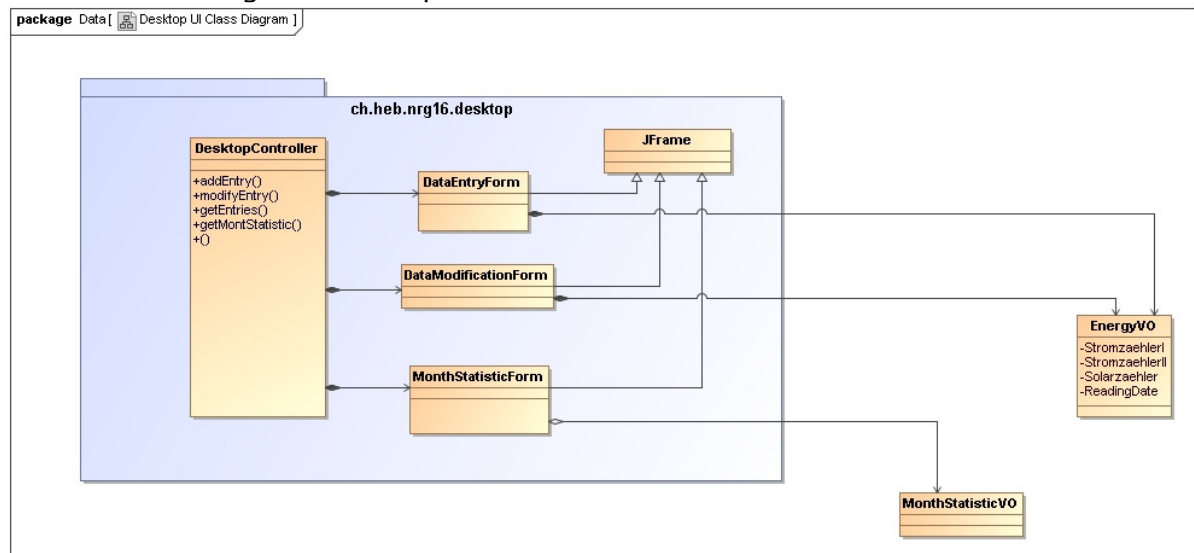 package Data [ Desktop UI Class Diagram ]
ch.heb.nrg16.desktop
DesktopController
+addEntry()
+modifyEntry()
+getEntries()
+getMontStatistic()
+()
JFrame
DataEntryForm
DataModificationForm
MonthStatisticForm
EnergyVO
-StromzaehlerI
-StromzaehlerII
-Solarzaehler
-ReadingDate
MonthStatisticVO